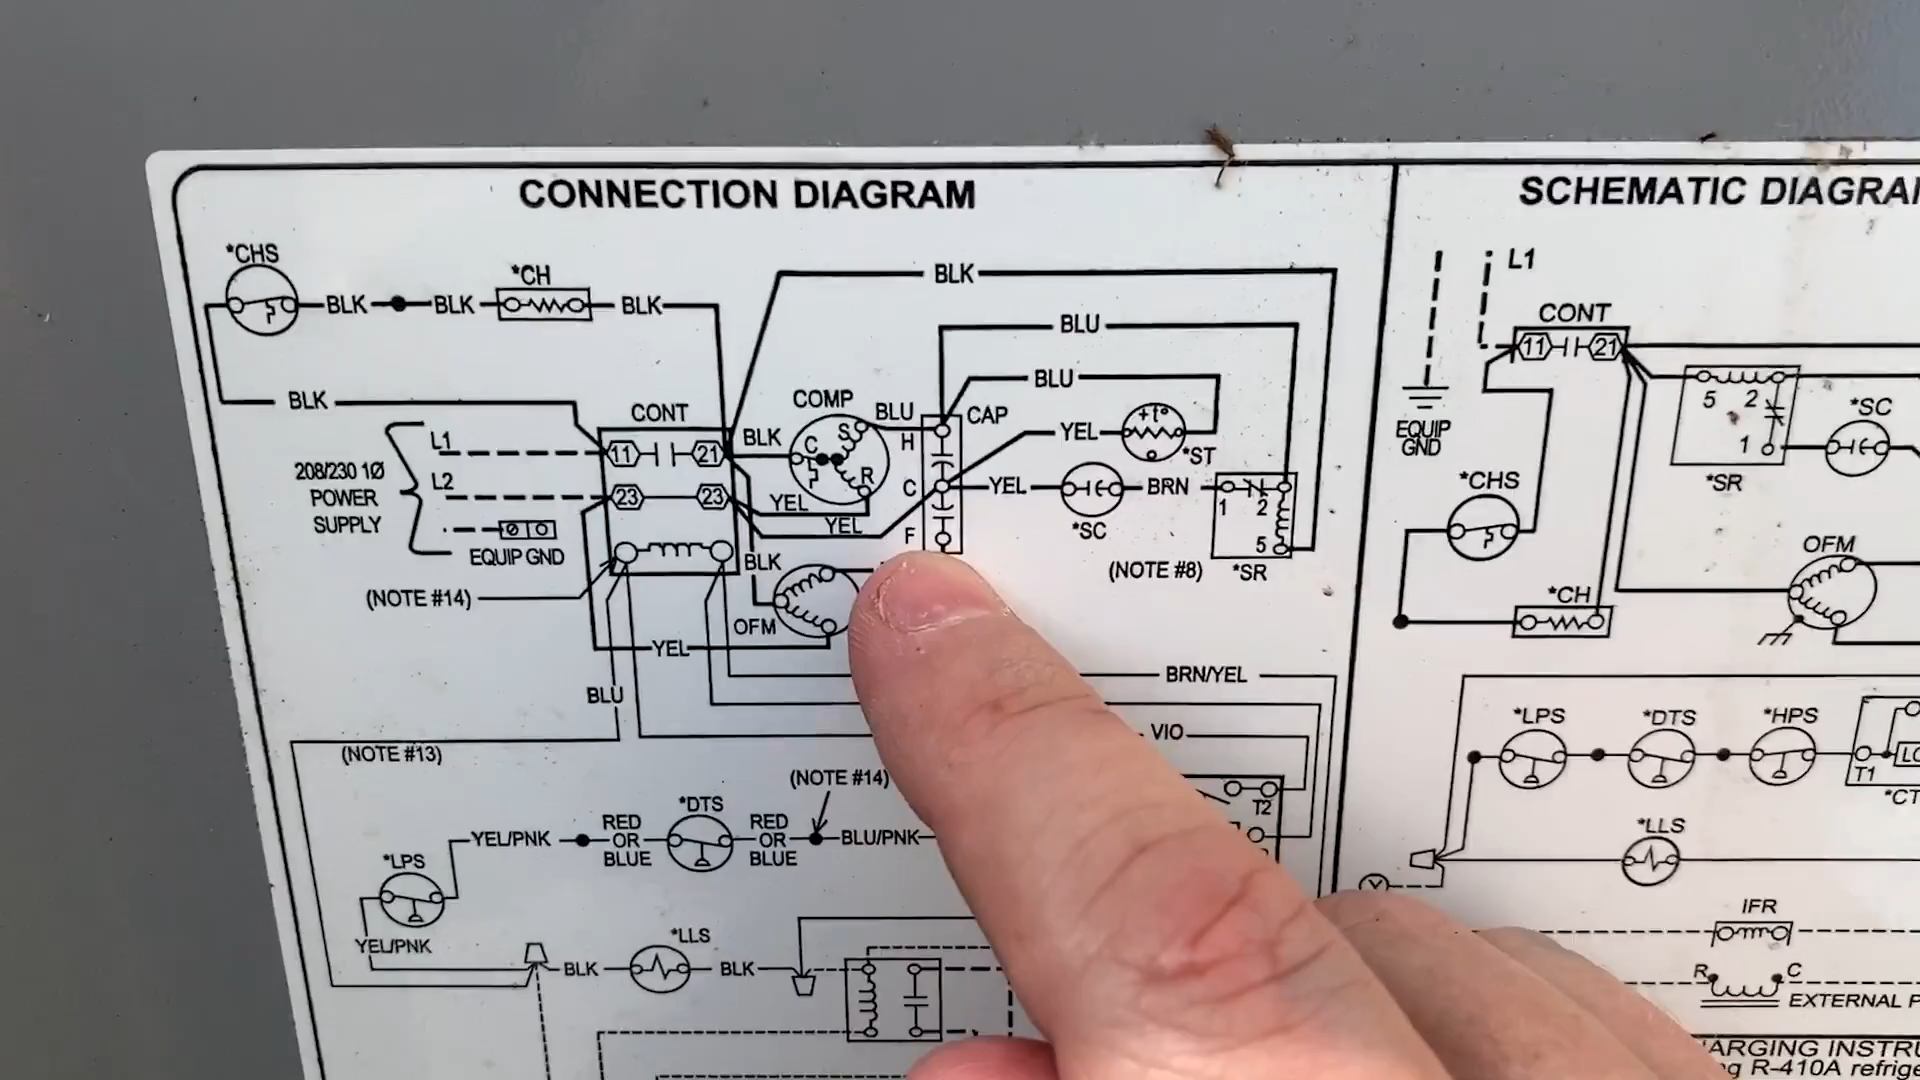 CONNECTION DIAGRAM
*CHS
BLK
BLK
*CH
BLK
BLK
BLK
208/230 1Ø
POWER
SUPPLY
L1
L2
EQUIP GND
(NOTE #14)
CONT
11
21
23
23
BLK
COMP
C
S
R
BLU
H
CAP
C
F
YEL
YEL
BLK
OFM
YEL
BLU
BLU
YEL
+t°
*ST
YEL
*SC
BRN
1
2
5
*SR
(NOTE #8)
BLU
BRN/YEL
VIO
(NOTE #13)
(NOTE #14)
T2
*LPS
YEL/PNK
YEL/PNK
RED
OR
BLUE
*DTS
RED
OR
BLUE
BLU/PNK
BLK
*LLS
BLK
SCHEMATIC DIAGRA
L1
EQUIP
GND
CONT
11
21
5
2
1
*SR
*SC
*CHS
*CH
OFM
*LPS
*DTS
*HPS
T1
*CT
*LLS
Y
IFR
R
C
EXTERNAL P
ARGING INSTRU
g R-410A refrige